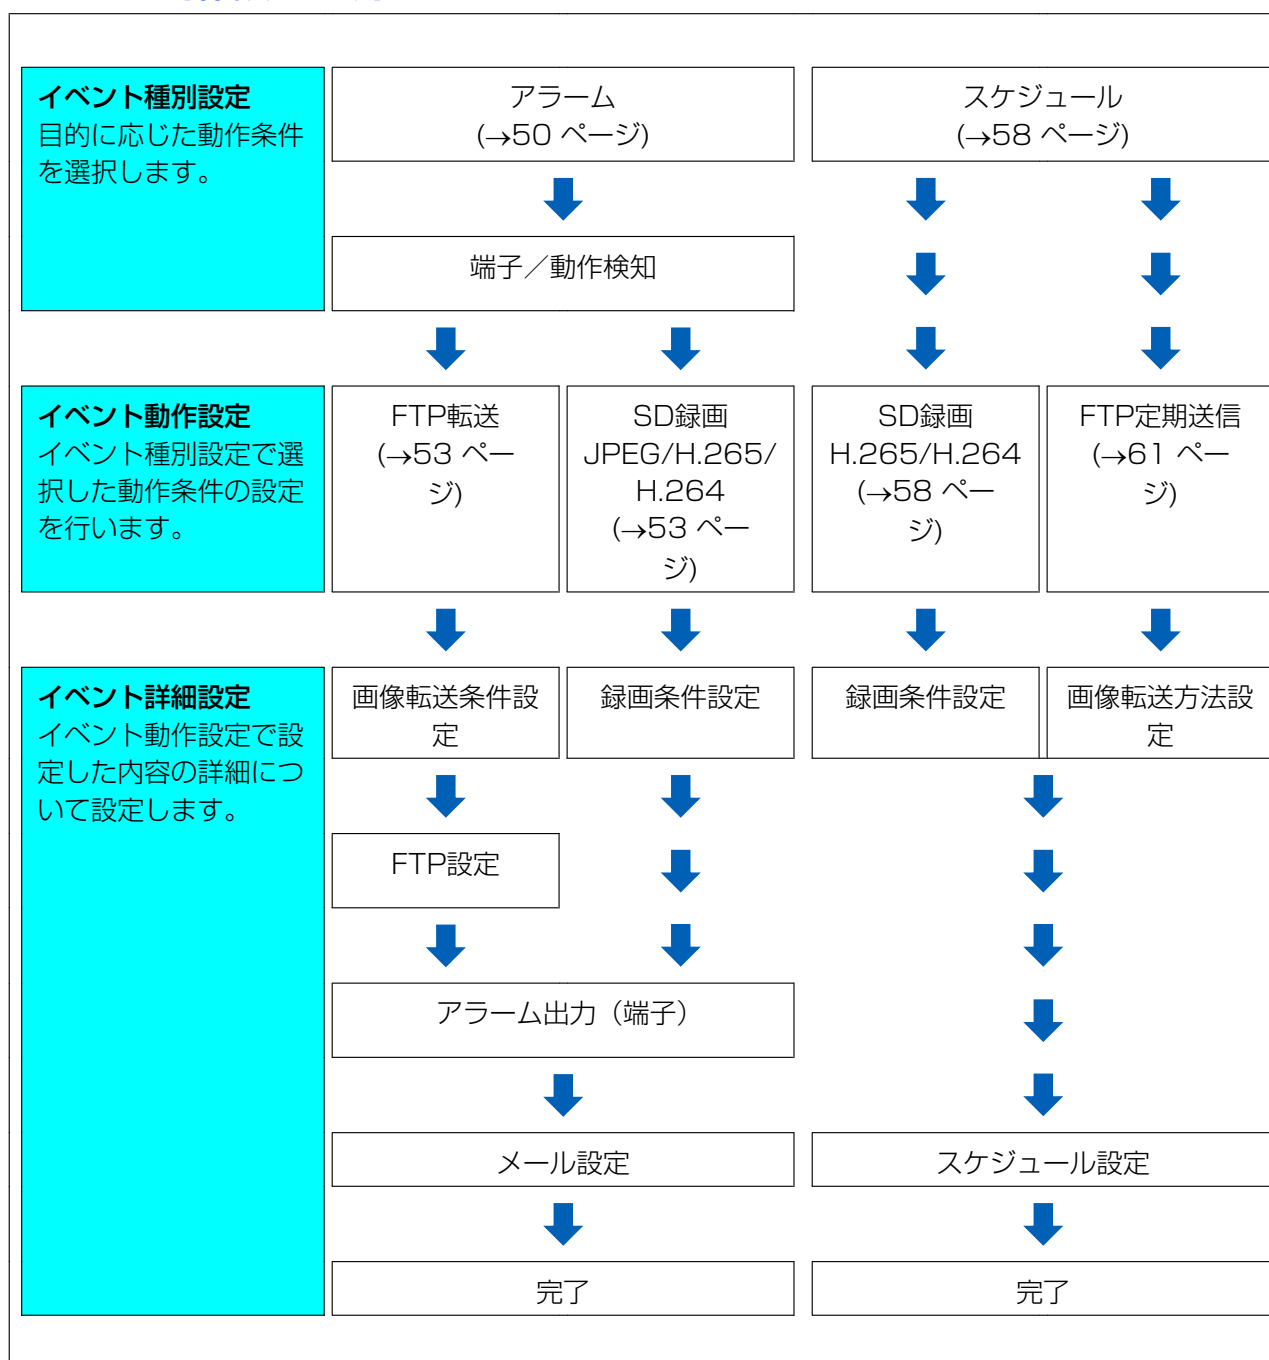 イベント種別設定
目的に応じた動作条件
を選択します。
アラーム
(→50 ページ)
スケジュール
(→58 ページ)
端子／動作検知
イベント動作設定
イベント種別設定で選
択した動作条件の設定
を行います。
FTP転送
(→53 ペー
ジ)
SD録画
JPEG/H.265/
H.264
(→53 ペー
ジ)
SD録画
H.265/H.264
(→58 ペー
ジ)
FTP定期送信
(→61 ペー
ジ)
イベント詳細設定
イベント動作設定で設
定した内容の詳細につ
いて設定します。
画像転送条件設
定
録画条件設定
録画条件設定
画像転送方法設
定
FTP設定
アラーム出力（端子）
メール設定
スケジュール設定
完了
完了